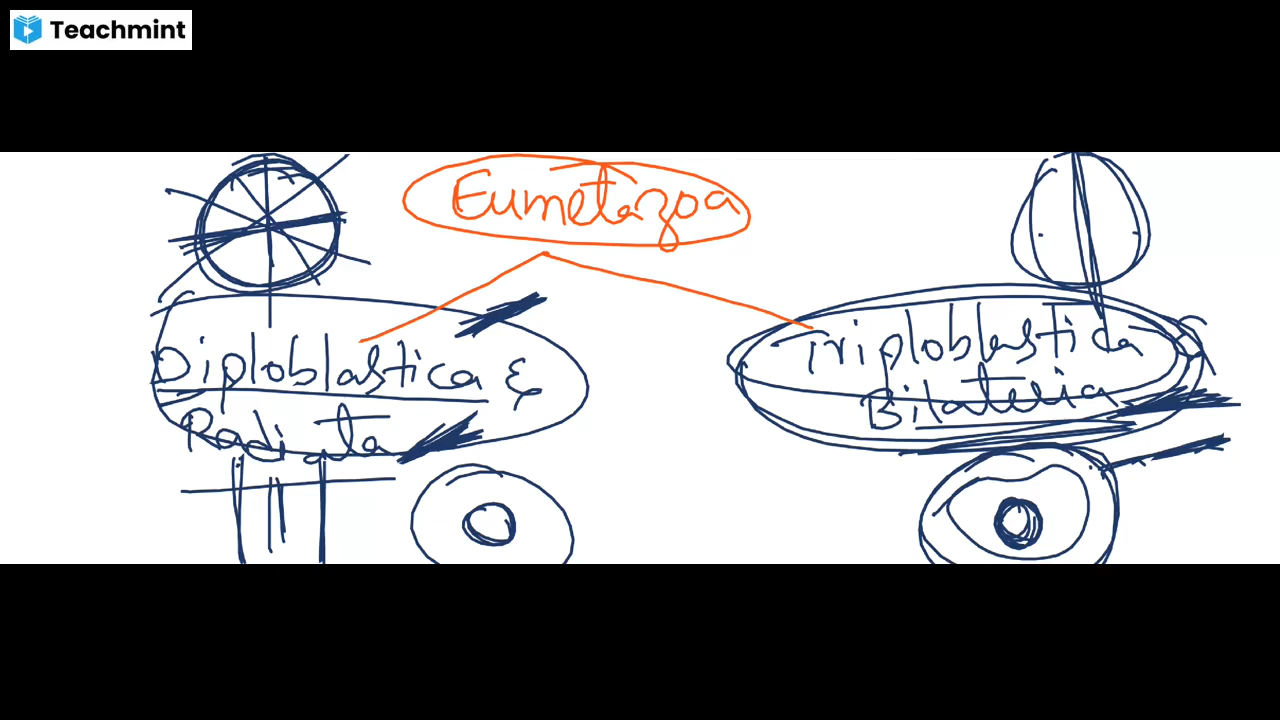 Teachmint
Eumetazoa
Diploblastica &
Radiata
Triploblastica &
Bilateria